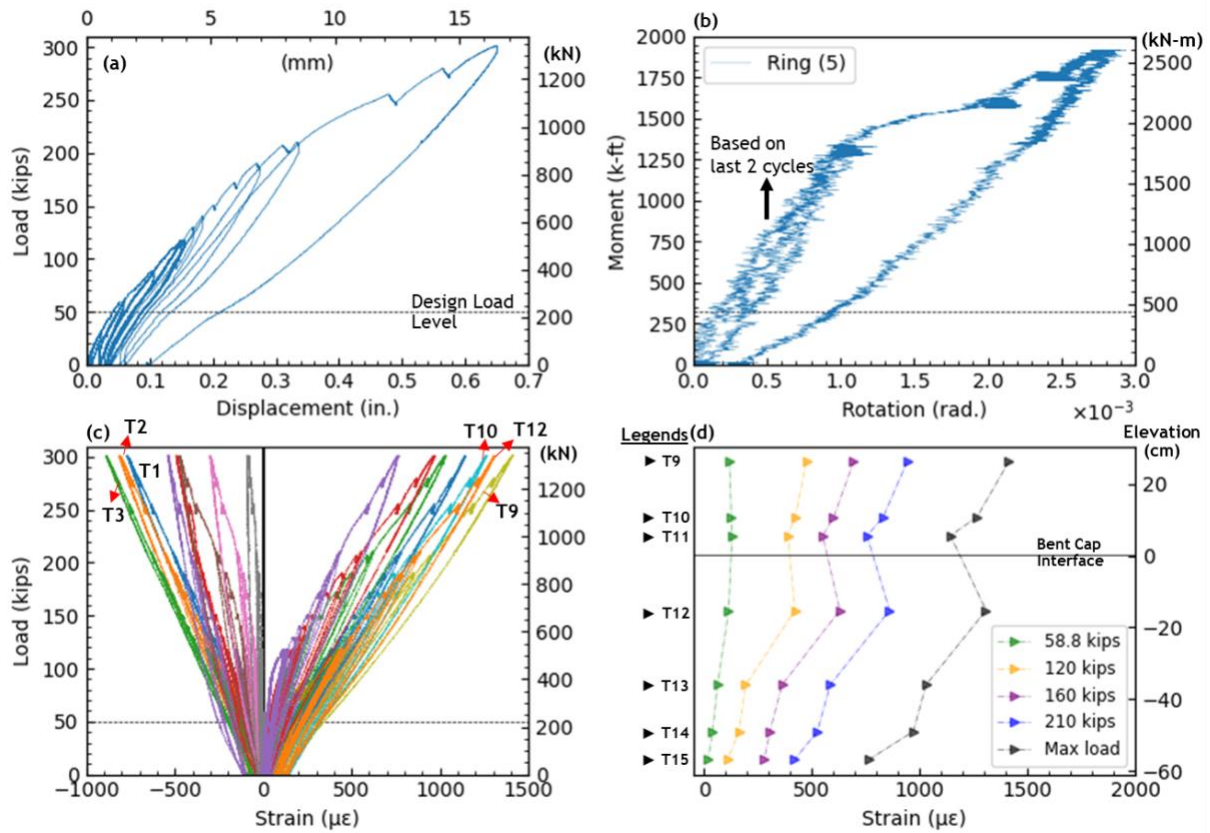 0 5 10 15
(a)
(mm)
(kN)
300
250
200
150
100
50
0
Load (kips)
1200
1000
800
600
400
200
0
Design Load
Level
0.0 0.1 0.2 0.3 0.4 0.5 0.6 0.7
Displacement (in.)
(b)
(kN-m)
Ring (5)
2000
1750
1500
1250
1000
750
500
250
0
Moment (k-ft)
2500
2000
1500
1000
500
0
Based on
last 2 cycles
0.0 0.5 1.0 1.5 2.0 2.5 3.0
Rotation (rad.)
×10⁻³
(c)
T2
T1
T3
T10
T12
T9
(kN)
300
250
200
150
100
50
0
Load (kips)
1200
1000
800
600
400
200
0
−1000 −500 0 500 1000 1500
Strain (µε)
Legends
(d)
Elevation
(cm)
T9
T10
T11
T12
T13
T14
T15
20
0
−20
−40
−60
Bent Cap
Interface
58.8 kips
120 kips
160 kips
210 kips
Max load
0 500 1000 1500 2000
Strain (µε)